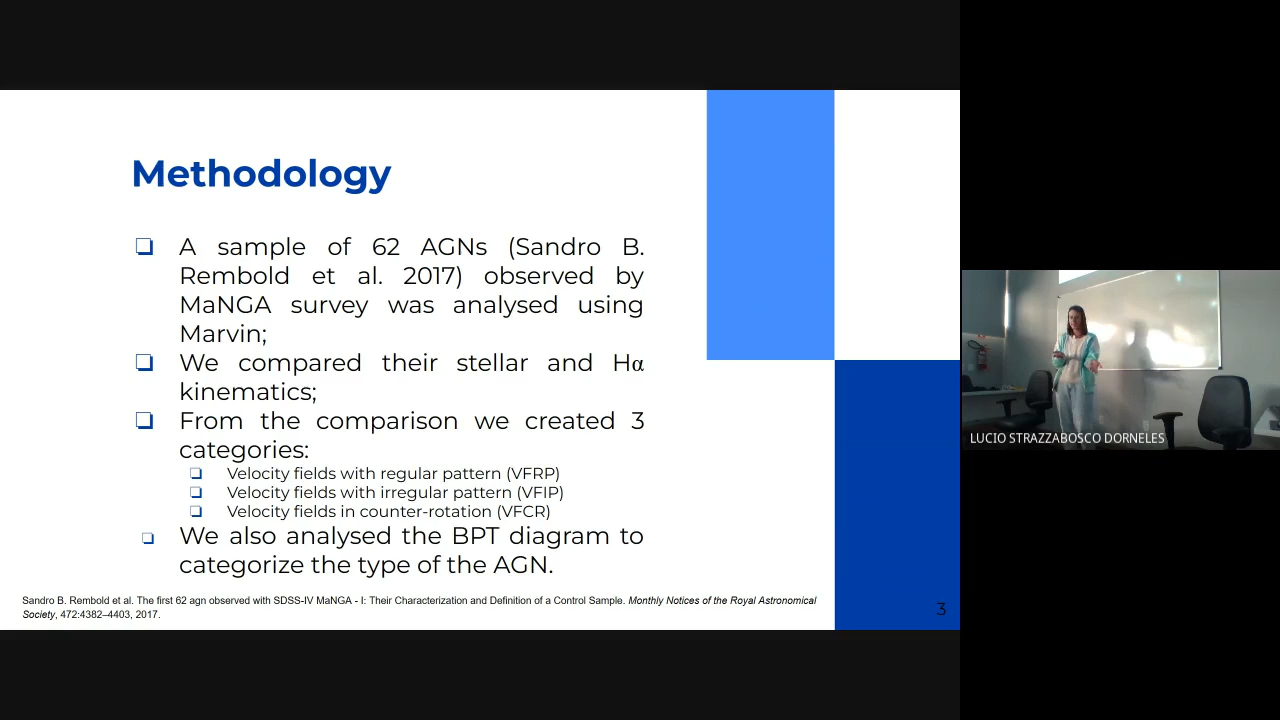 Methodology
A sample of 62 AGNs (Sandro B.
Rembold et al. 2017) observed by
MaNGA survey was analysed using
Marvin;
We compared their stellar and Hα
kinematics;
From the comparison we created 3
categories:
Velocity fields with regular pattern (VFRP)
Velocity fields with irregular pattern (VFIP)
Velocity fields in counter-rotation (VFCR)
We also analysed the BPT diagram to
categorize the type of the AGN.
Sandro B. Rembold et al. The first 62 agn observed with SDSS-IV MaNGA - I: Their Characterization and Definition of a Control Sample. Monthly Notices of the Royal Astronomical
Society, 472:4382–4403, 2017.
3
LUCIO STRAZZABOSCO DORNELES